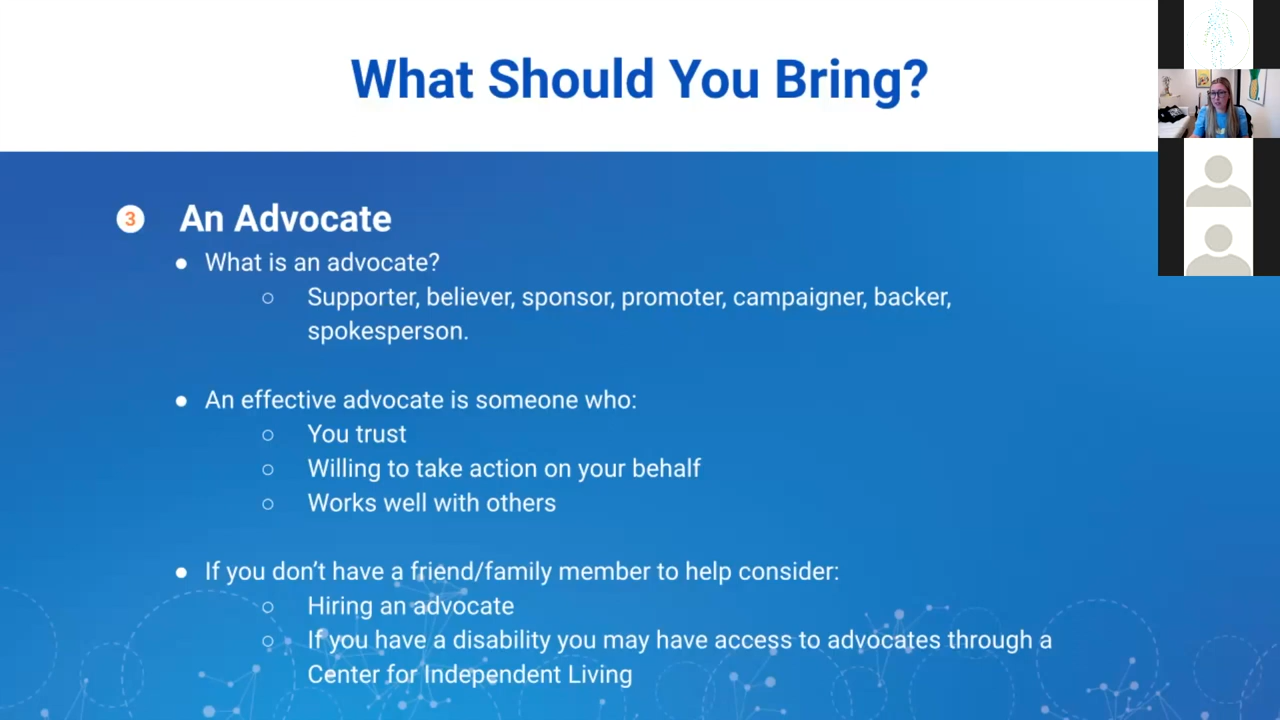 What Should You Bring?
3 An Advocate
● What is an advocate?
○ Supporter, believer, sponsor, promoter, campaigner, backer,
spokesperson.
● An effective advocate is someone who:
○ You trust
○ Willing to take action on your behalf
○ Works well with others
● If you don’t have a friend/family member to help consider:
○ Hiring an advocate
○ If you have a disability you may have access to advocates through a
Center for Independent Living